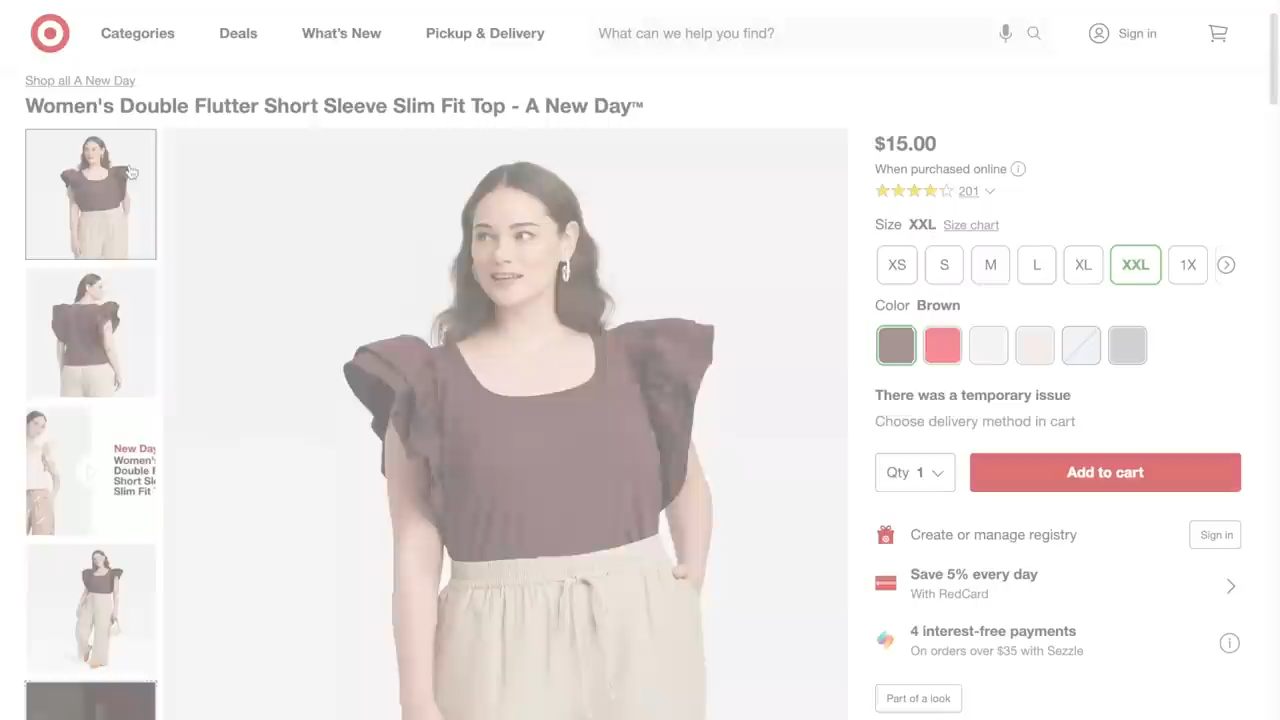 Categories
Deals
What's New
Pickup & Delivery
What can we help you find?
Sign in
Shop all A New Day
Women's Double Flutter Short Sleeve Slim Fit Top - A New Day™
$15.00
When purchased online
201
Size XXL Size chart
XS S M L XL XXL 1X
Color Brown
There was a temporary issue
Choose delivery method in cart
Qty 1
Add to cart
Create or manage registry
Sign in
Save 5% every day
With RedCard
4 interest-free payments
On orders over $35 with Sezzle
Part of a look
New Day
Women's
Double F
Short Sle
Slim Fit